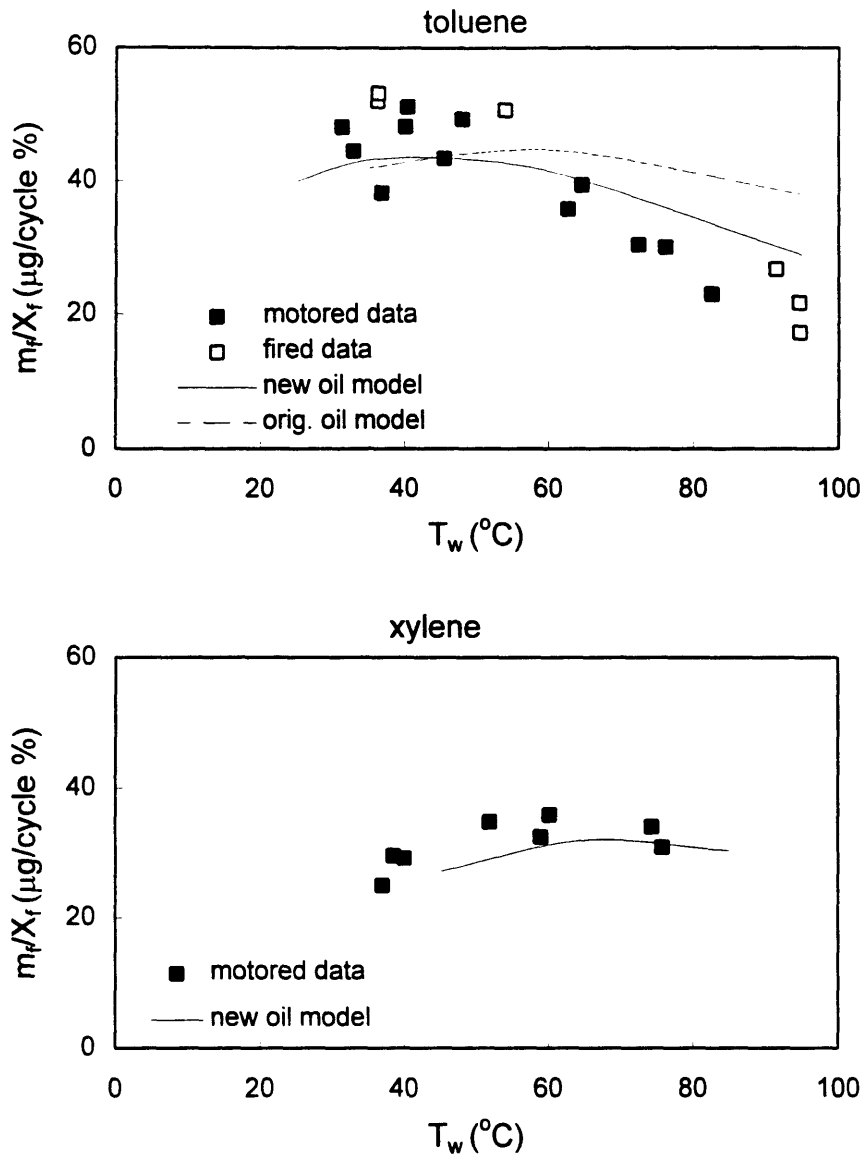 toluene
60
40
20
0
m_f/X_f (μg/cycle %)
motored data
fired data
new oil model
orig. oil model
0 20 40 60 80 100
T_w (°C)
xylene
60
40
20
0
m_f/X_f (μg/cycle %)
motored data
new oil model
0 20 40 60 80 100
T_w (°C)